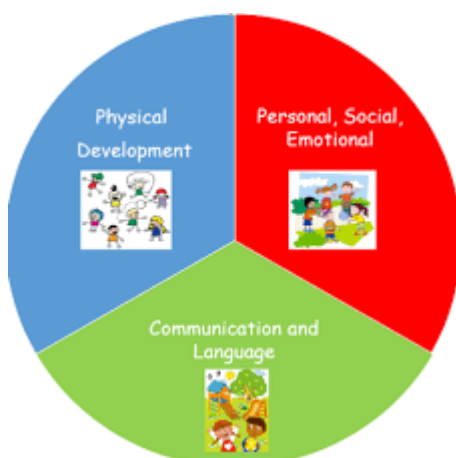 Physical
Development
Personal, Social,
Emotional
Communication and
Language